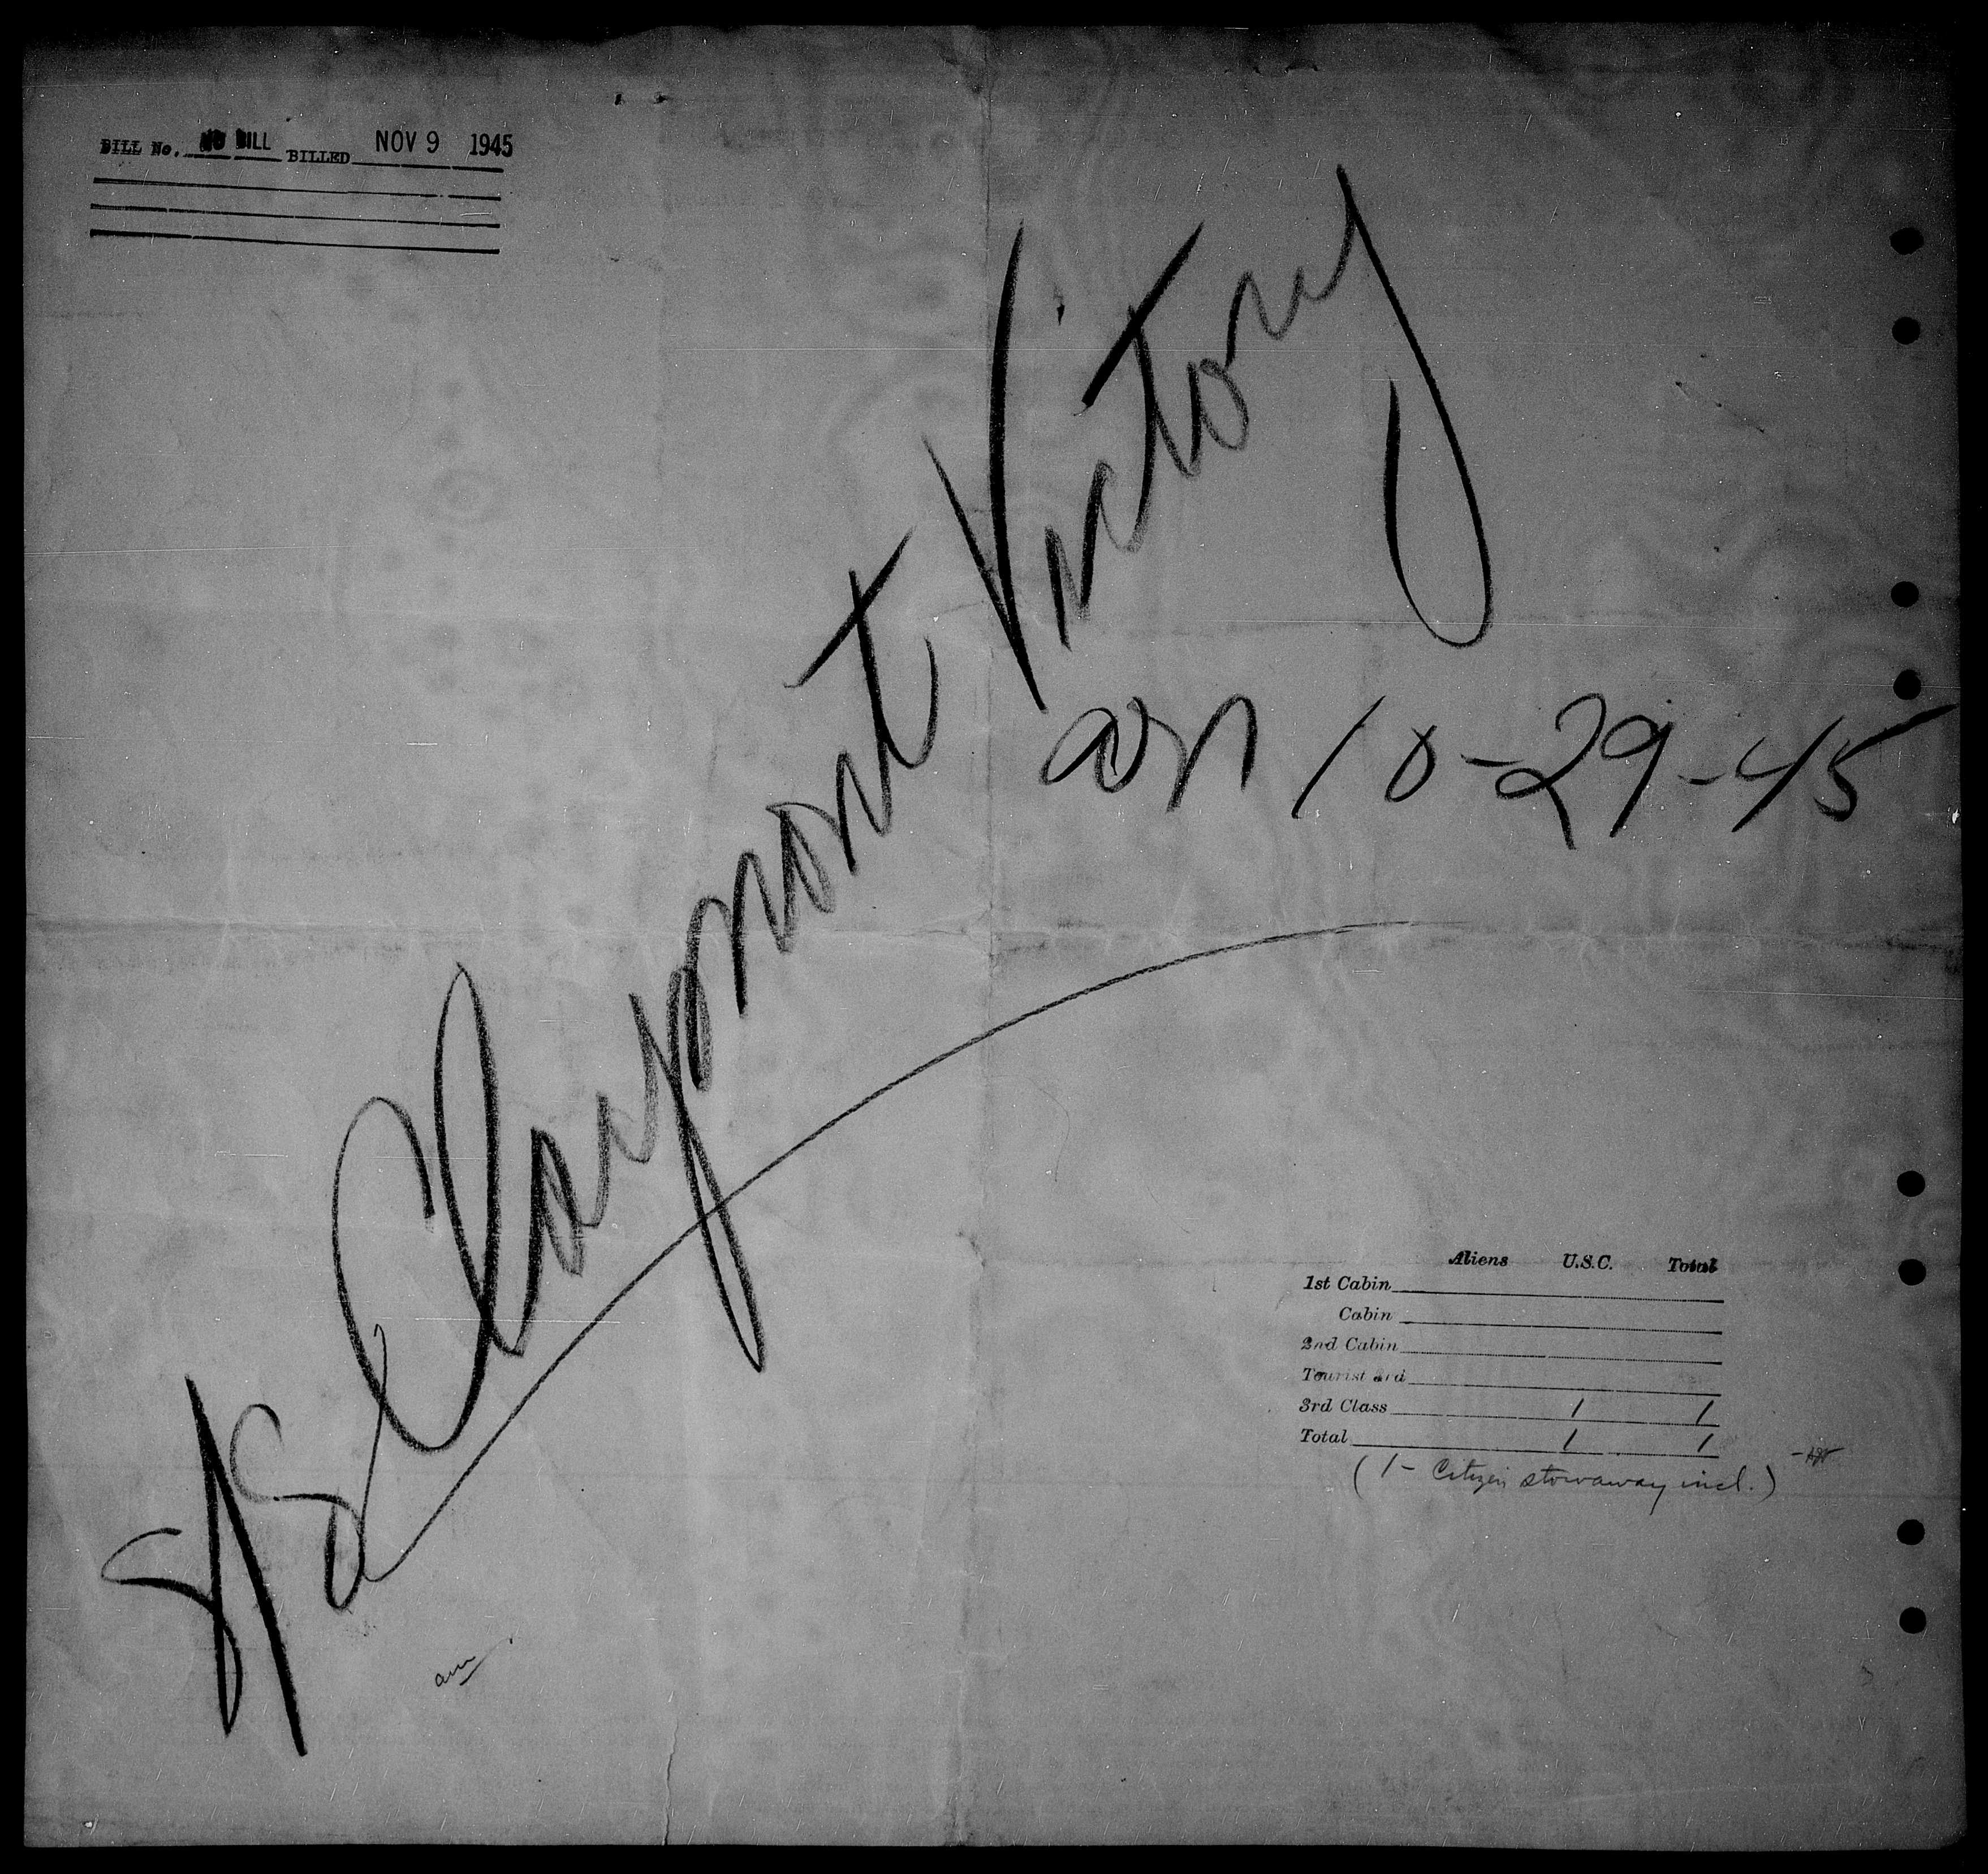 BILL No. NO BILL BILLED NOV 9 1945
S/S Claymont Victory
arr 10-29-45
Aliens U.S.C. Total
1st Cabin
Cabin
2nd Cabin
Tourist 3rd
3rd Class 1 1
Total 1 1
(1- Citizen stowaway incl.)